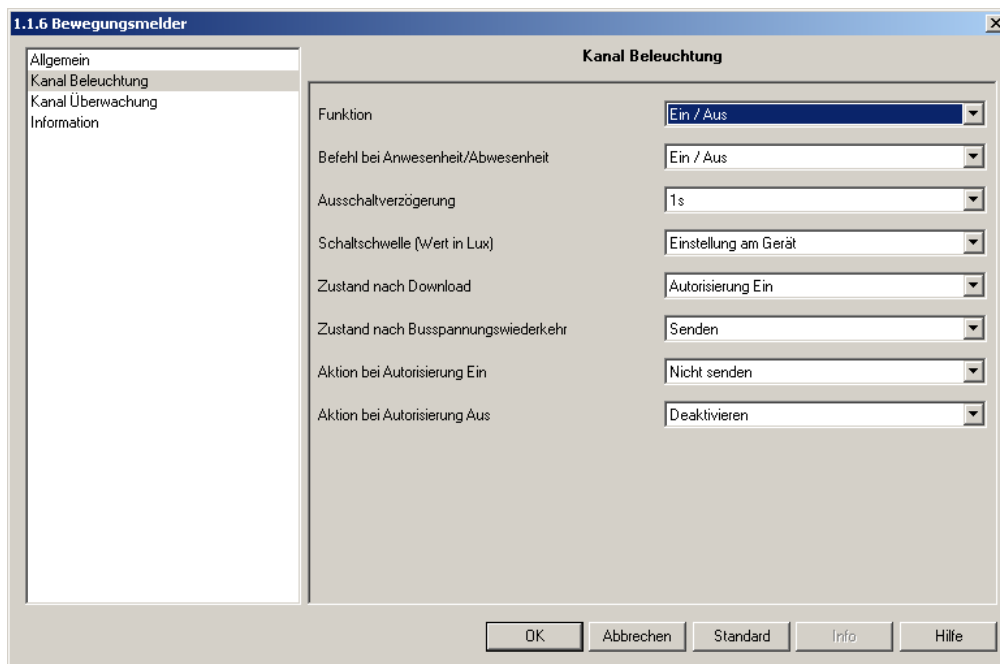 1.1.6 Bewegungsmelder
Allgemein
Kanal Beleuchtung
Kanal Überwachung
Information
Kanal Beleuchtung
Funktion Ein / Aus
Befehl bei Anwesenheit/Abwesenheit Ein / Aus
Ausschaltverzögerung 1s
Schaltschwelle (Wert in Lux) Einstellung am Gerät
Zustand nach Download Autorisierung Ein
Zustand nach Busspannungswiederkehr Senden
Aktion bei Autorisierung Ein Nicht senden
Aktion bei Autorisierung Aus Deaktivieren
OK Abbrechen Standard Info Hilfe